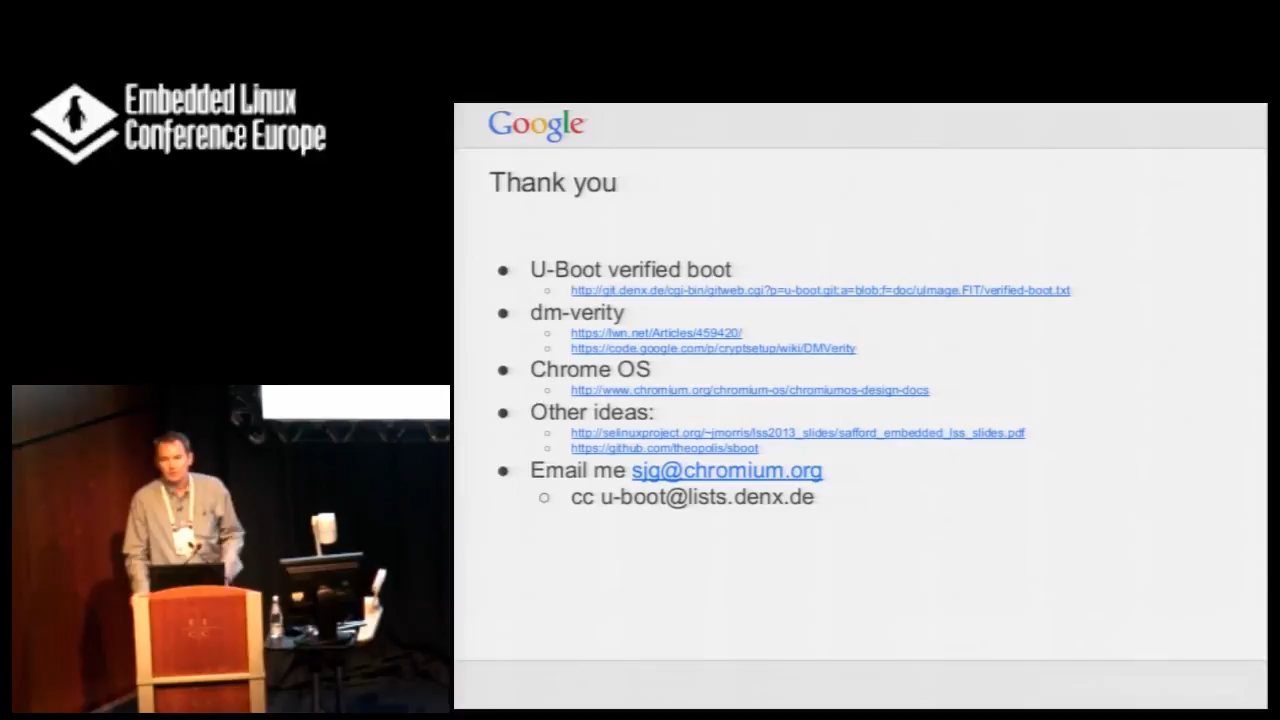 Embedded Linux
Conference Europe
Google
Thank you
● U-Boot verified boot
○ http://git.denx.de/cgi-bin/gitweb.cgi?p=u-boot.git;a=blob;f=doc/uImage.FIT/verified-boot.txt
● dm-verity
○ https://lwn.net/Articles/459420/
○ https://code.google.com/p/cryptsetup/wiki/DMVerity
● Chrome OS
○ http://www.chromium.org/chromium-os/chromiumos-design-docs
● Other ideas:
○ http://selinuxproject.org/~jmorris/lss2013_slides/safford_embedded_lss_slides.pdf
○ https://github.com/theopolis/sboot
● Email me sjg@chromium.org
○ cc u-boot@lists.denx.de